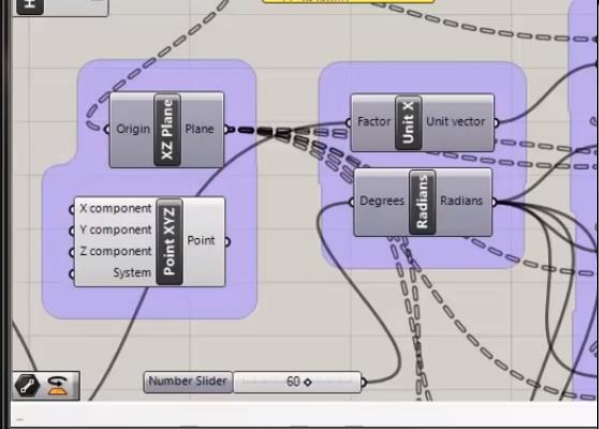 Origin
XZ Plane
Plane
Factor
Unit X
Unit vector
Degrees
Radians
Radians
X component
Y component
Z component
System
Point XYZ
Point
Number Slider
60